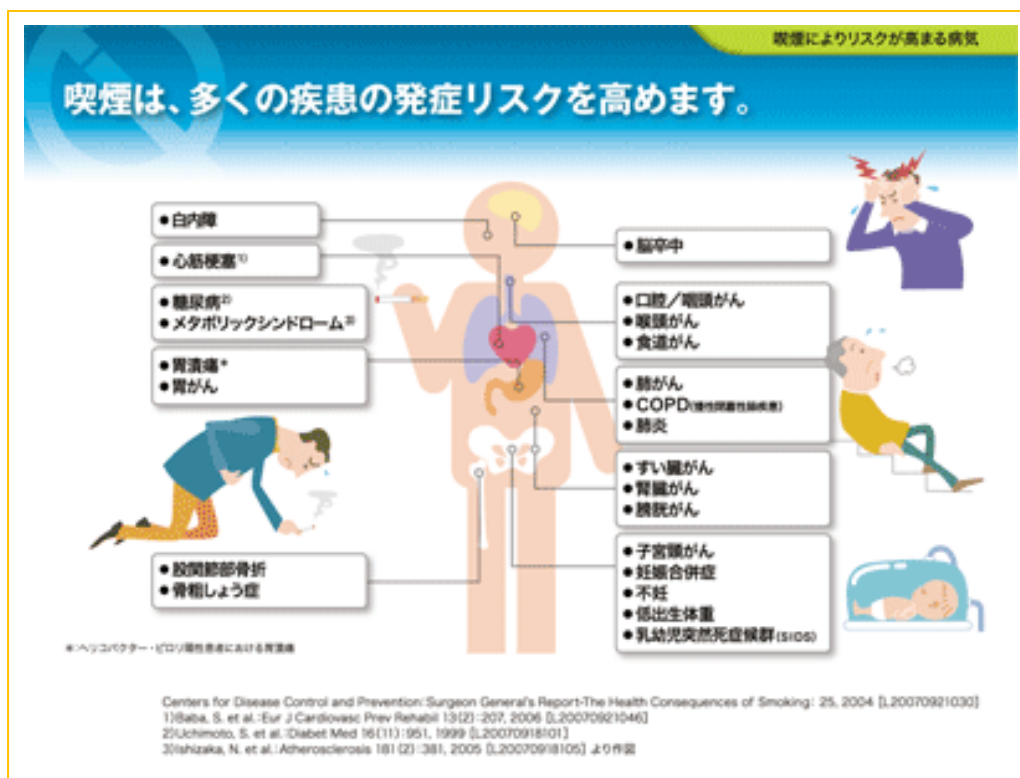 喫煙によりリスクが高まる病気
喫煙は、多くの疾患の発症リスクを高めます。
●白内障
●心筋梗塞1)
●糖尿病2)
●メタボリックシンドローム3)
●胃潰瘍*
●胃がん
●股関節部骨折
●骨粗しょう症
●脳卒中
●口腔／咽頭がん
●喉頭がん
●食道がん
●肺がん
●COPD(慢性閉塞性肺疾患)
●肺炎
●すい臓がん
●腎臓がん
●膀胱がん
●子宮頸がん
●妊娠合併症
●不妊
●低出生体重
●乳幼児突然死症候群(SIDS)
*:ヘリコバクター・ピロリ陽性患者における胃潰瘍
Centers for Disease Control and Prevention:Surgeon General's Report-The Health Consequences of Smoking: 25, 2004 [L20070921030]
1)Baba, S. et al.:Eur J Cardiovasc Prev Rehabil 13(2):207, 2006 [L20070921046]
2)Uchimoto, S. et al.:Diabet Med 16(11):951, 1999 [L20070918101]
3)Ishizaka, N. et al.:Atherosclerosis 181(2):381, 2005 [L20070918105] より作図